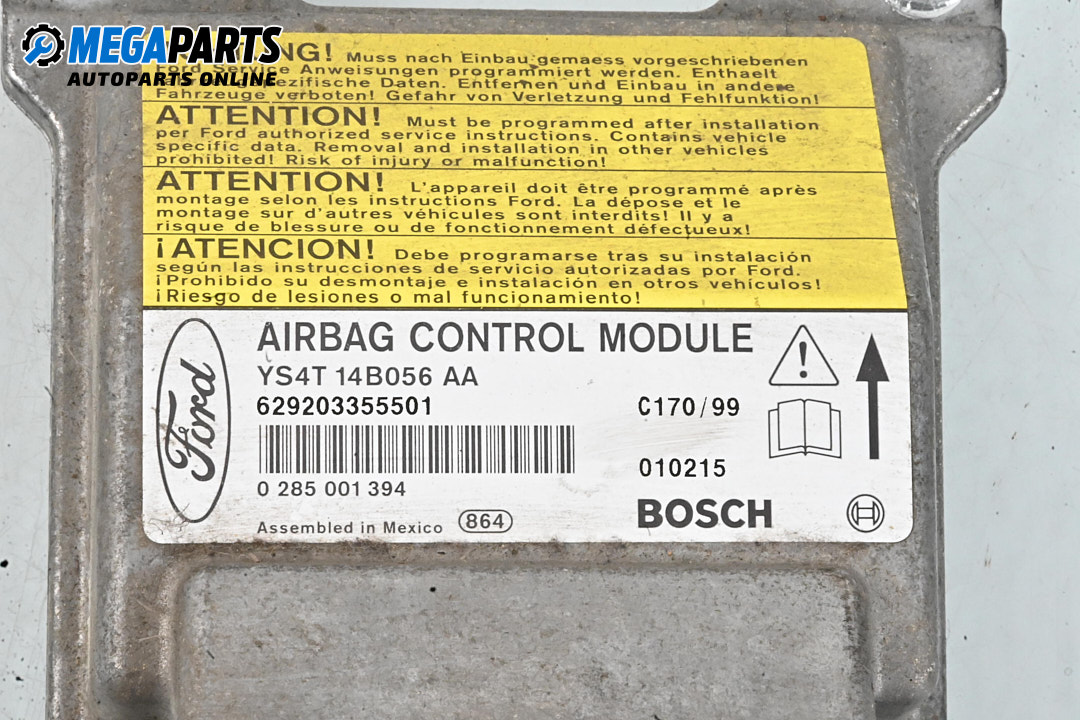 MEGAPARTS
AUTOPARTS ONLINE
NG! Muss nach Einbau gemaess vorgeschriebenen
Ford Service Anweisungen programmiert werden. Enthaelt
Daten. Entfernen und Einbau in andere
Fahrzeuge verboten! Gefahr von Verletzung und Fehlfunktion!
ATTENTION! Must be programmed after installation
per Ford authorized service instructions. Contains vehicle
specific data. Removal and installation in other vehicles
prohibited! Risk of injury or malfunction!
ATTENTION! L'appareil doit être programmé après
montage selon les instructions Ford. La dépose et le
montage sur d'autres véhicules sont interdits! Il y a
risque de blessure ou de fonctionnement défectueux!
¡ATENCION! Debe programarse tras su instalación
según las instrucciones de servicio autorizadas por Ford.
¡Prohibido su desmontaje e instalación en otros vehículos!
¡Riesgo de lesiones o mal funcionamiento!
Ford
AIRBAG CONTROL MODULE
YS4T 14B056 AA
629203355501 C170/99
010215
0 285 001 394
Assembled in Mexico 864 BOSCH